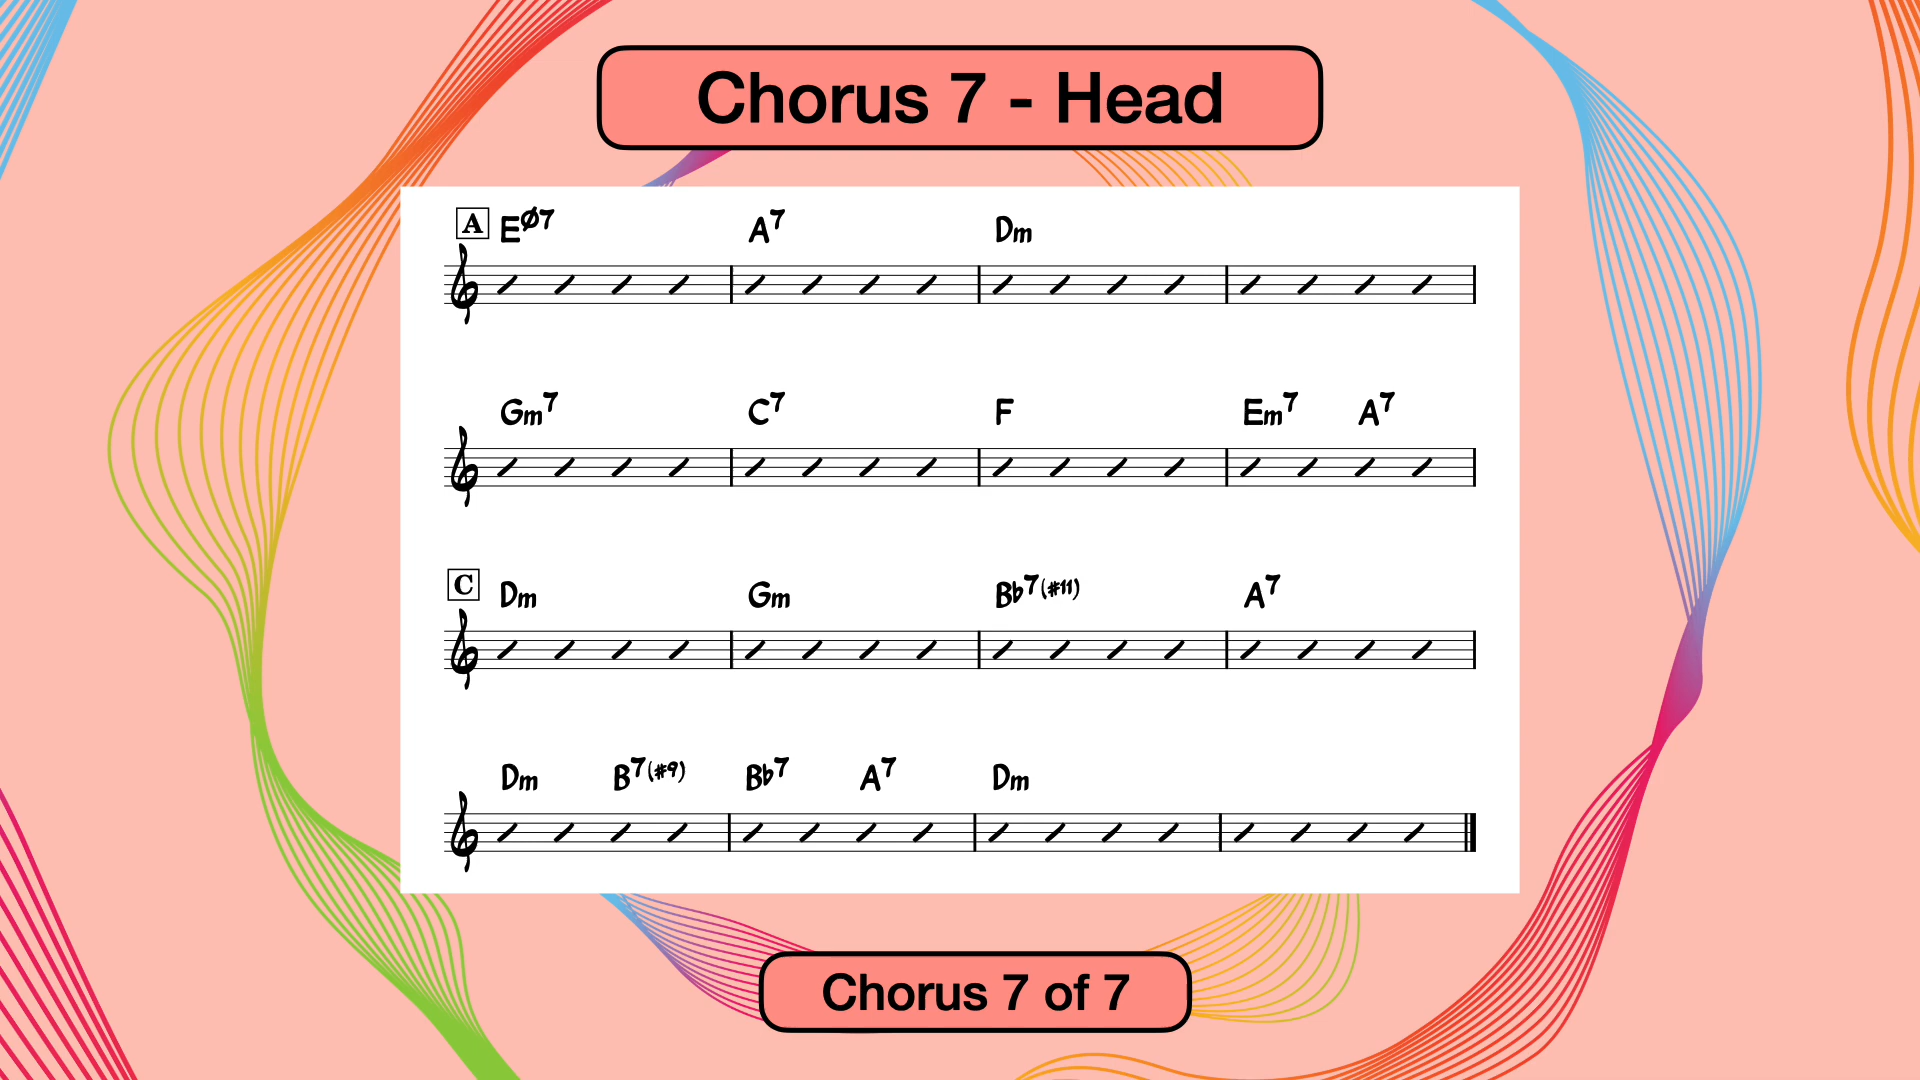 Chorus 7 - Head
A EØ7 A7 Dm
Gm7 C7 F Em7 A7
C Dm Gm Bb7(#11) A7
Dm B7(#9) Bb7 A7 Dm
Chorus 7 of 7